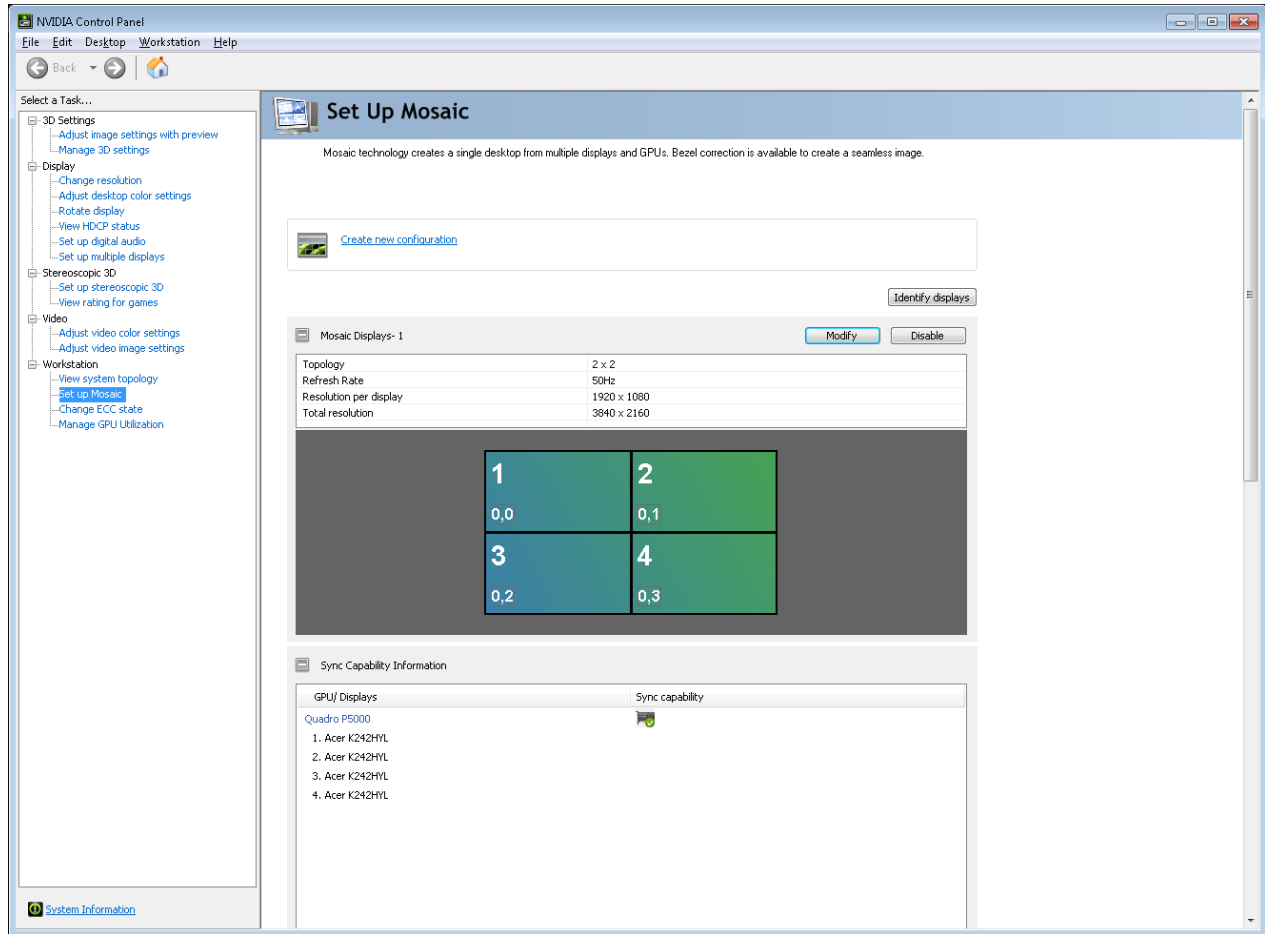 NVIDIA Control Panel
File Edit Desktop Workstation Help
Back
Select a Task...
3D Settings
Adjust image settings with preview
Manage 3D settings
Display
Change resolution
Adjust desktop color settings
Rotate display
View HDCP status
Set up digital audio
Set up multiple displays
Stereoscopic 3D
Set up stereoscopic 3D
View rating for games
Video
Adjust video color settings
Adjust video image settings
Workstation
View system topology
Set up Mosaic
Change ECC state
Manage GPU Utilization
System Information
Set Up Mosaic
Mosaic technology creates a single desktop from multiple displays and GPUs. Bezel correction is available to create a seamless image.
Create new configuration
Identify displays
Mosaic Displays- 1 Modify Disable
Topology 2 x 2
Refresh Rate 50Hz
Resolution per display 1920 x 1080
Total resolution 3840 x 2160
1 2
0,0 0,1
3 4
0,2 0,3
Sync Capability Information
GPU/ Displays Sync capability
Quadro P5000
1. Acer K242HYL
2. Acer K242HYL
3. Acer K242HYL
4. Acer K242HYL